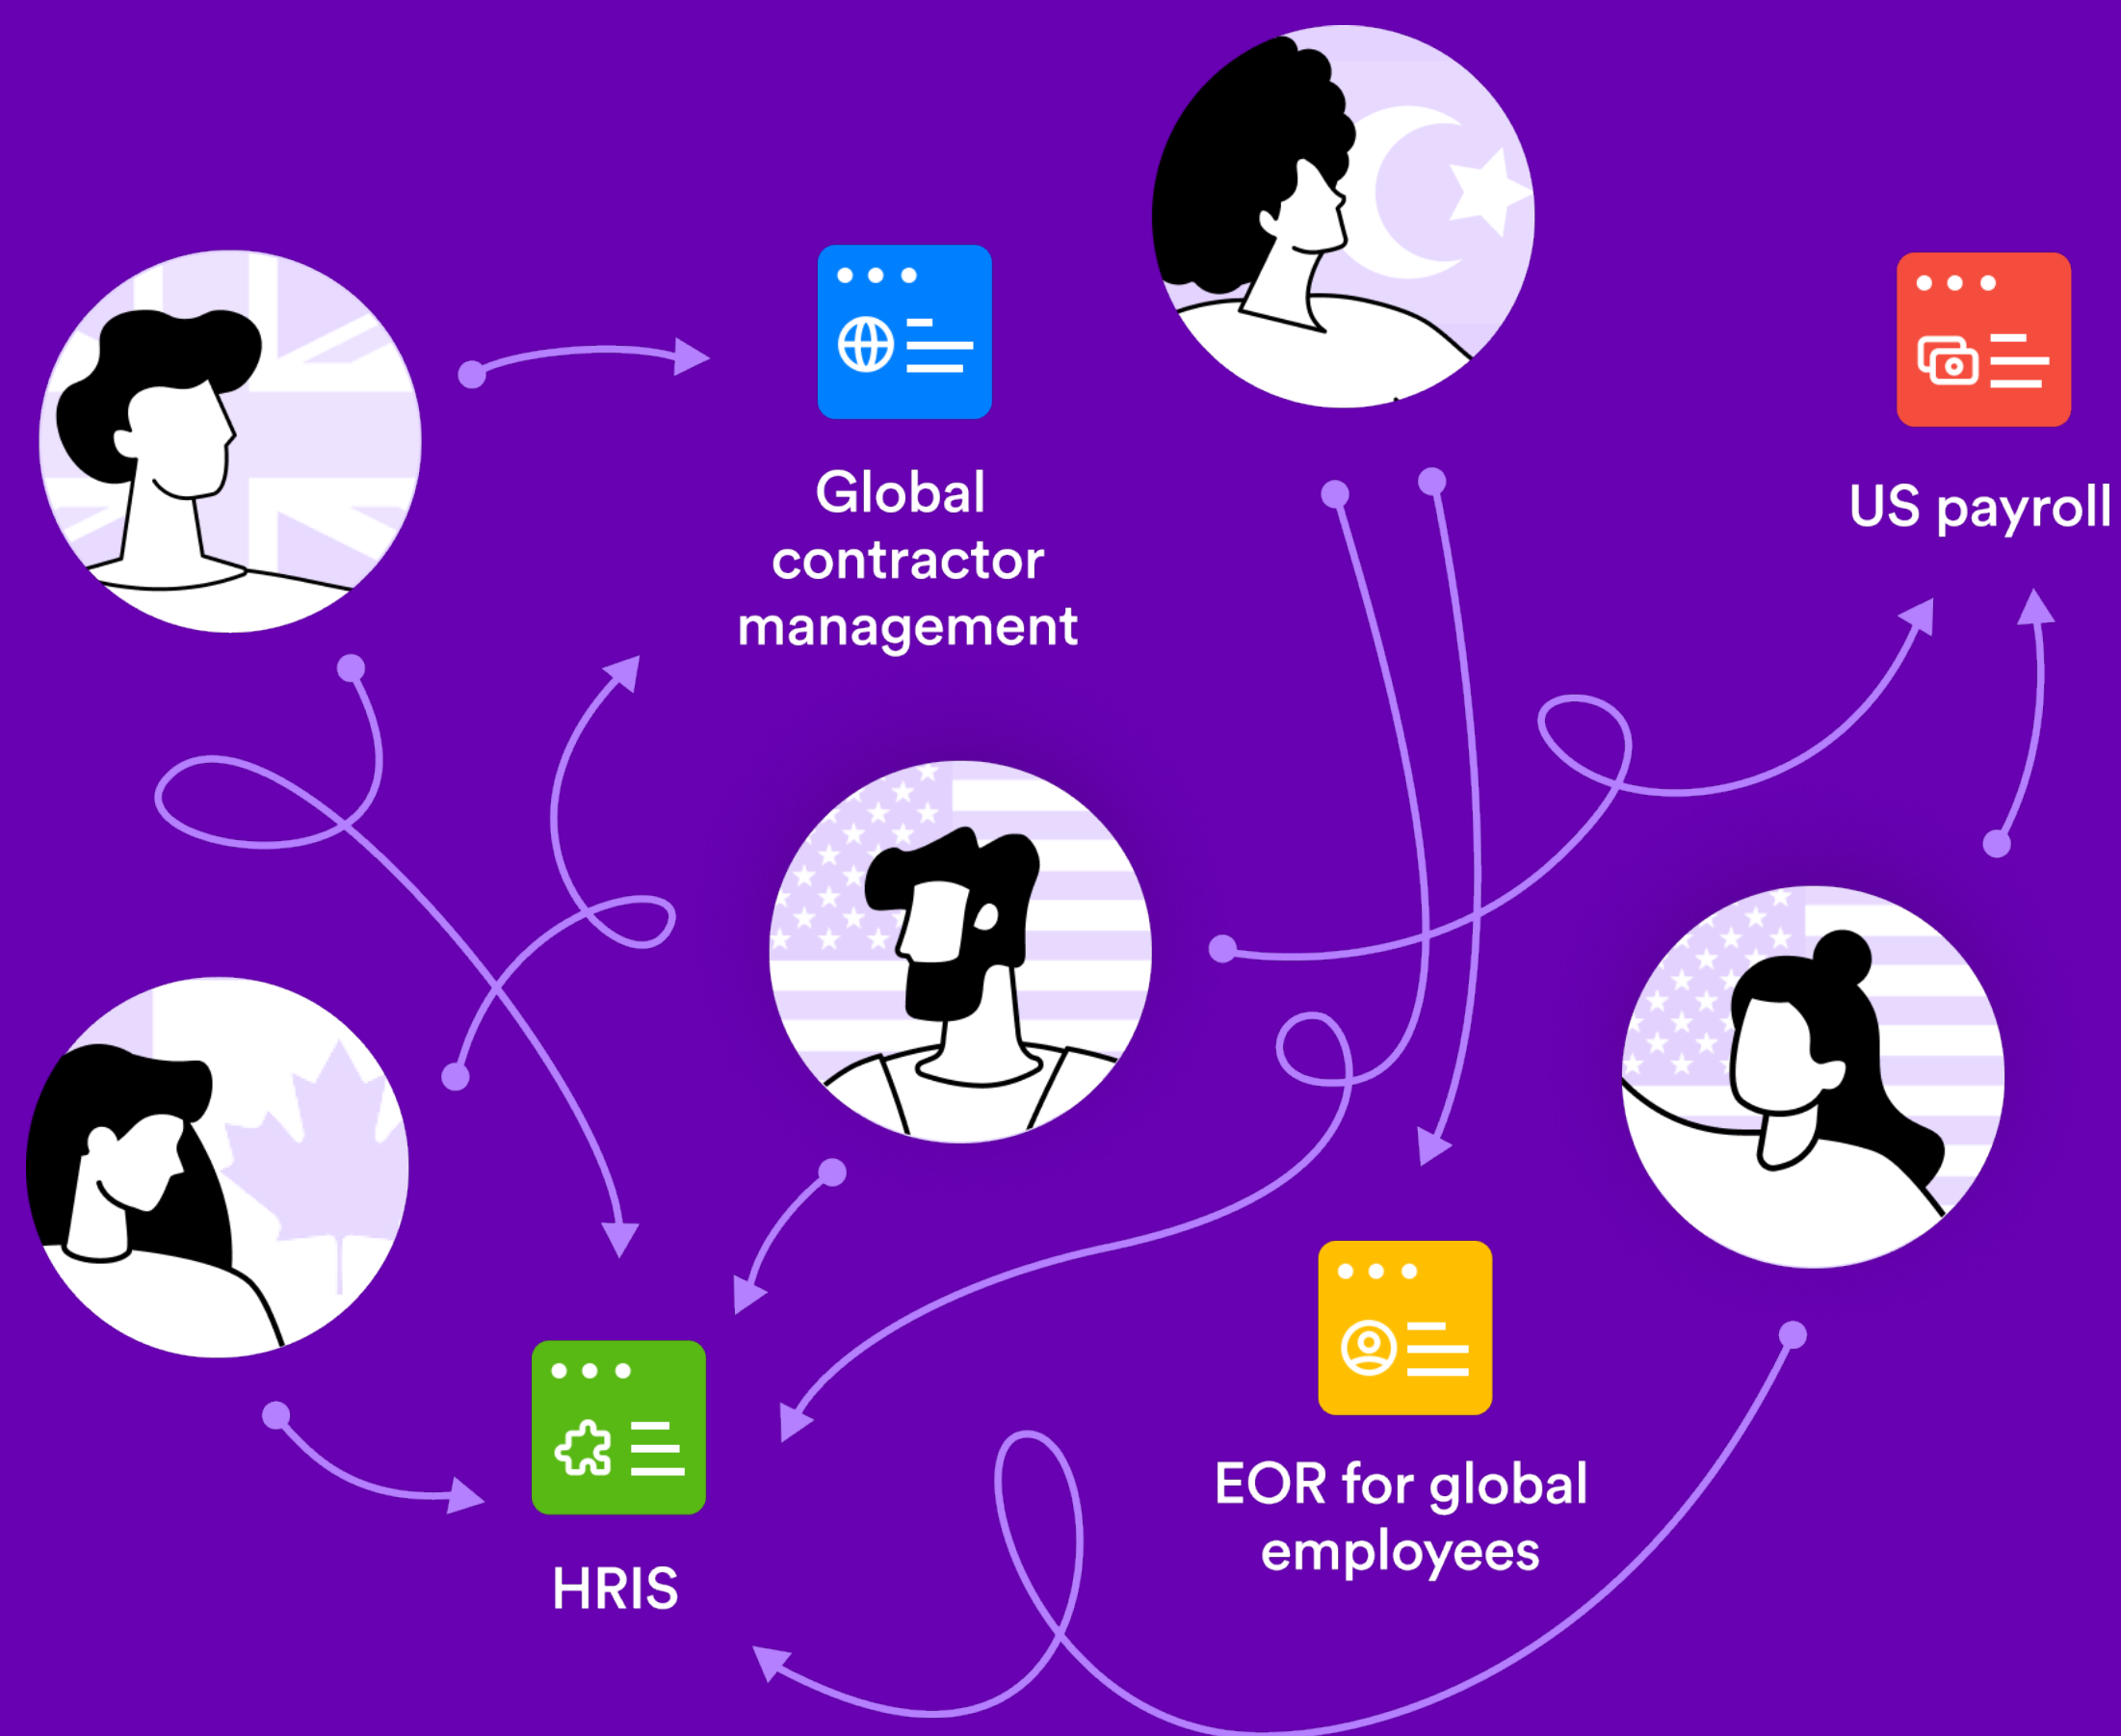 Global
contractor
management
US payroll
EOR for global
employees
HRIS